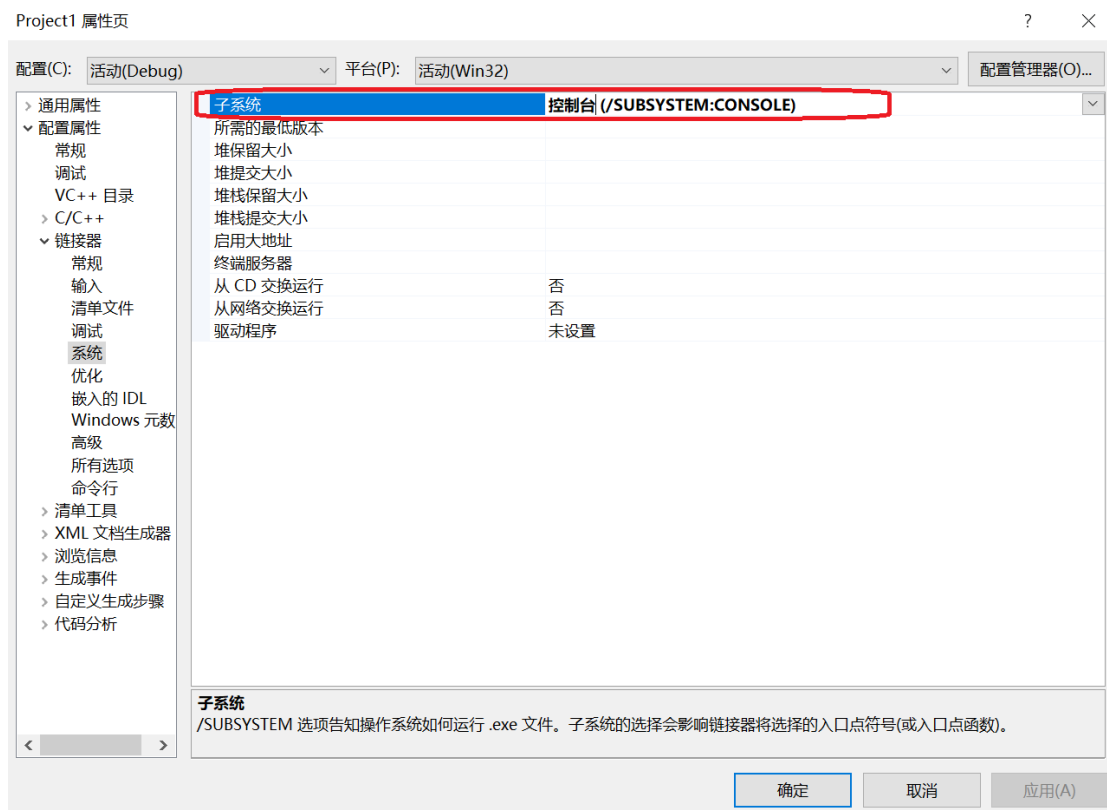 Project1 属性页
配置(C):
活动(Debug)
平台(P):
活动(Win32)
配置管理器(O)...
通用属性
配置属性
常规
调试
VC++ 目录
C/C++
链接器
常规
输入
清单文件
调试
系统
优化
嵌入的 IDL
Windows 元数
高级
所有选项
命令行
清单工具
XML 文档生成器
浏览信息
生成事件
自定义生成步骤
代码分析
子系统 控制台 (/SUBSYSTEM:CONSOLE)
所需的最低版本
堆保留大小
堆提交大小
堆栈保留大小
堆栈提交大小
启用大地址
终端服务器
从 CD 交换运行 否
从网络交换运行 否
驱动程序 未设置
子系统
/SUBSYSTEM 选项告知操作系统如何运行 .exe 文件。子系统的选择会影响链接器将选择的入口点符号(或入口点函数)。
确定
取消
应用(A)